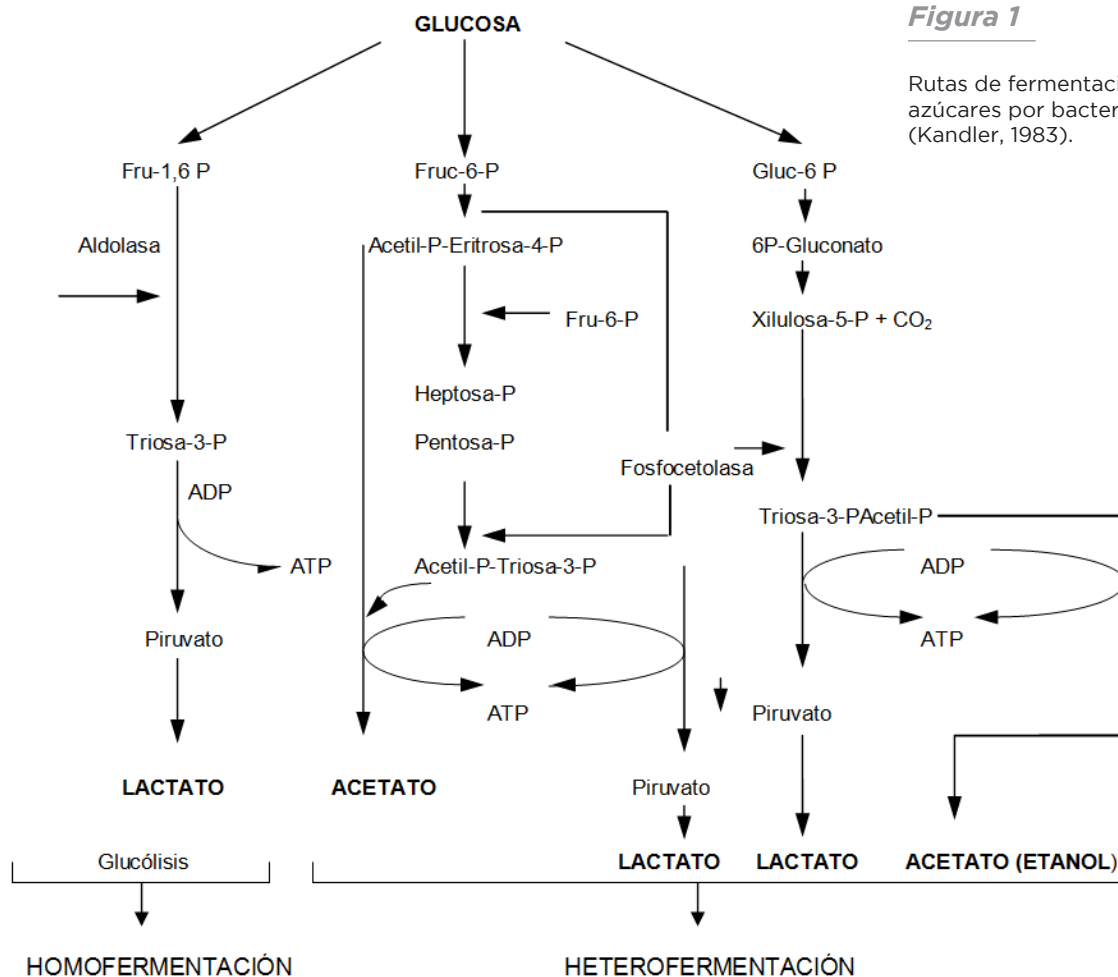 GLUCOSA
Figura 1
Rutas de fermentaci
azúcares por bacter
(Kandler, 1983).
Fru-1,6 P
Fruc-6-P
Gluc-6 P
Aldolasa
Acetil-P-Eritrosa-4-P
6P-Gluconato
Fru-6-P
Xilulosa-5-P + CO₂
Heptosa-P
Triosa-3-P
Pentosa-P
Fosfocetolasa
ADP
Triosa-3-PAcetil-P
ATP
Acetil-P-Triosa-3-P
ADP
Piruvato
ADP
ATP
ATP
Piruvato
LACTATO
ACETATO
Piruvato
Glucólisis
LACTATO
LACTATO
ACETATO (ETANOL)
HOMOFERMENTACIÓN
HETEROFERMENTACIÓN